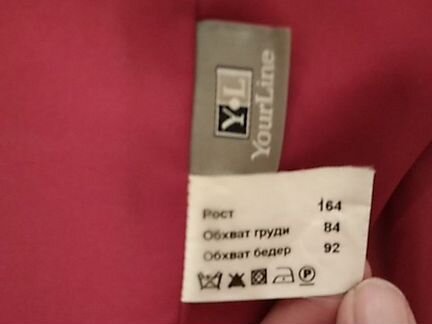 Y·L
YourLine
Рост 164
Обхват груди 84
Обхват бедер 92
P